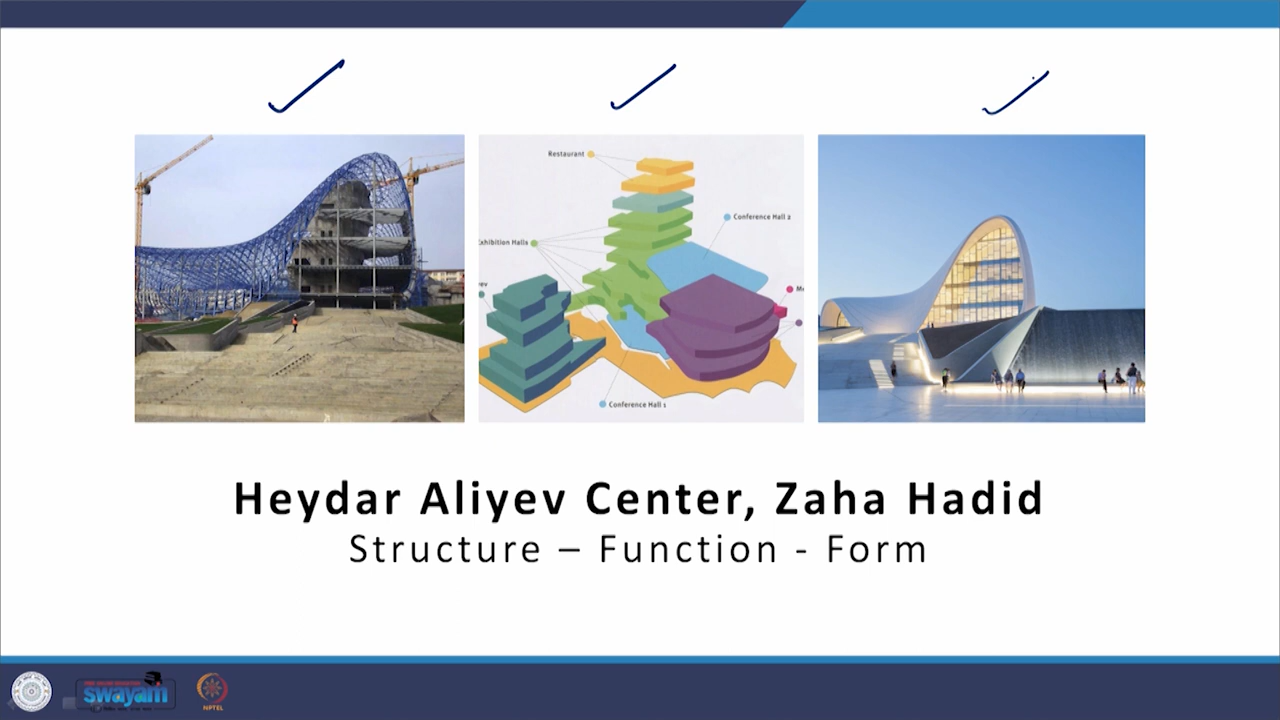 Restaurant
Conference Hall 2
Exhibition Halls
ev
M
Conference Hall 1
Heydar Aliyev Center, Zaha Hadid
Structure – Function - Form
swayam
NPTEL